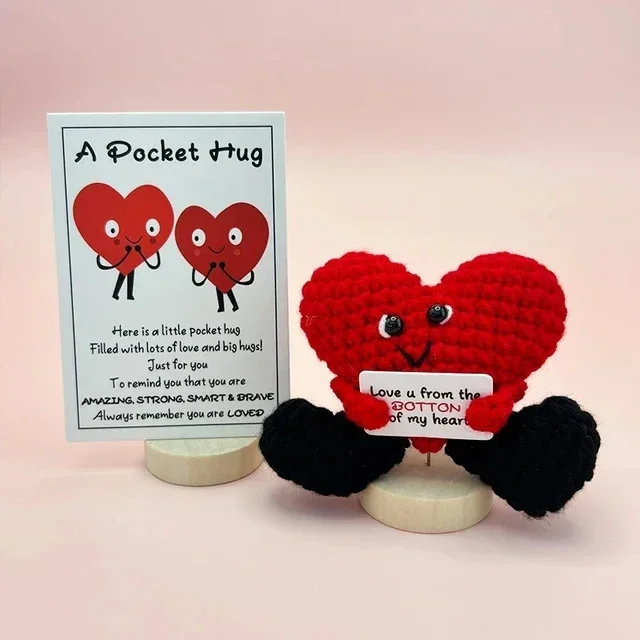 A Pocket Hug
Here is a little pocket hug
Filled with lots of love and big hugs!
Just for you
To remind you that you are
AMAZING, STRONG, SMART & BRAVE
Always remember you are LOVED
Love u from the
BOTTON
of my heart